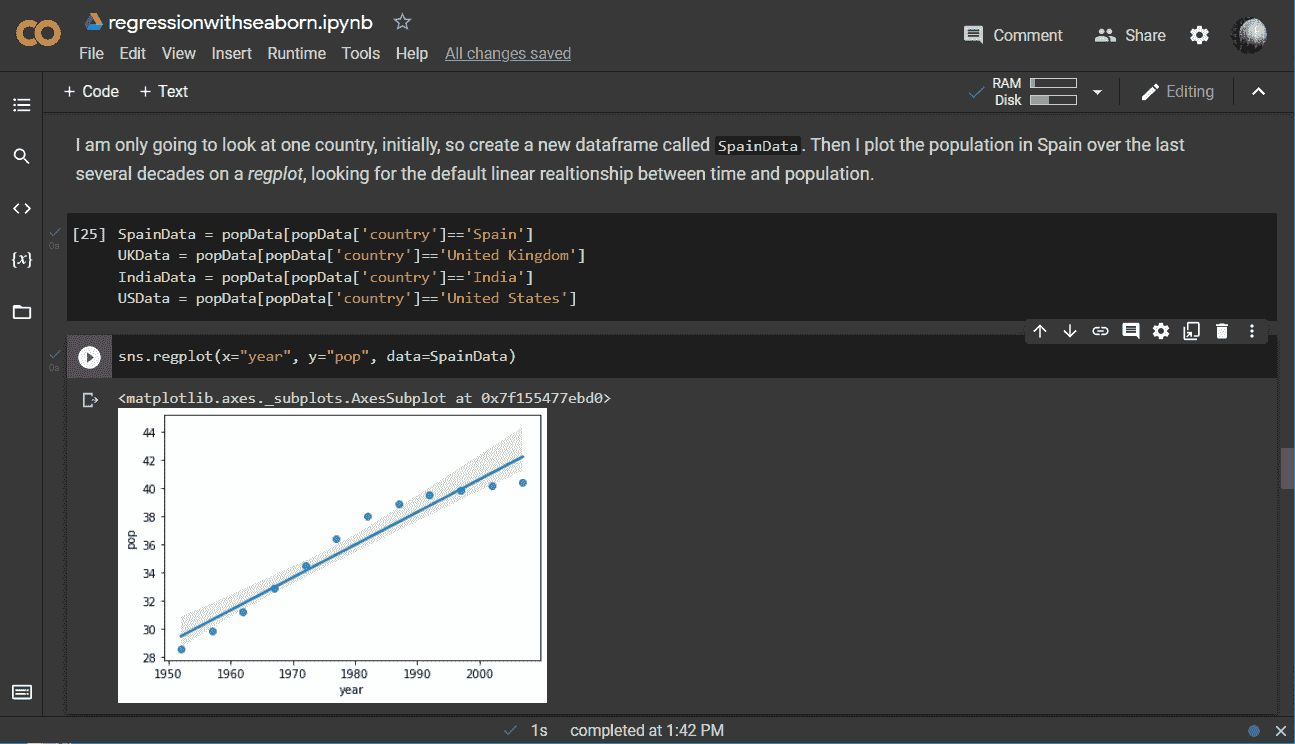 regressionwithseaborn.ipynb
File Edit View Insert Runtime Tools Help All changes saved
Comment Share
+ Code + Text
RAM
Disk
Editing
I am only going to look at one country, initially, so create a new dataframe called SpainData. Then I plot the population in Spain over the last
several decades on a regplot, looking for the default linear realtionship between time and population.
0s
[25] SpainData = popData[popData['country']=='Spain']
UKData = popData[popData['country']=='United Kingdom']
IndiaData = popData[popData['country']=='India']
USData = popData[popData['country']=='United States']
0s
sns.regplot(x="year", y="pop", data=SpainData)
<matplotlib.axes._subplots.AxesSubplot at 0x7f155477ebd0>
44
42
40
38
36
34
32
30
28
pop
1950 1960 1970 1980 1990 2000
year
1s completed at 1:42 PM